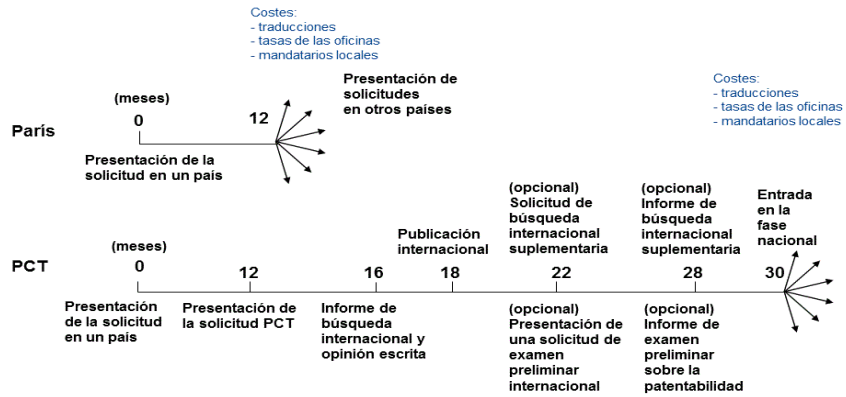 Costes:
- traducciones
- tasas de las oficinas
- mandatarios locales
Presentación de
solicitudes
en otros países
(meses)
0
12
París
Presentación de la
solicitud en un país
Costes:
- traducciones
- tasas de las oficinas
- mandatarios locales
(opcional)
Solicitud de
búsqueda
internacional
suplementaria
(opcional)
Informe de
búsqueda
internacional
suplementaria
Entrada
en la
fase
nacional
Publicación
internacional
(meses)
PCT
0
12
16
18
22
28
30
Presentación
de la solicitud
en un país
Presentación de
la solicitud PCT
Informe de
búsqueda
internacional y
opinión escrita
(opcional)
Presentación de
una solicitud de
examen
preliminar
internacional
(opcional)
Informe de
examen
preliminar
sobre la
patentabilidad